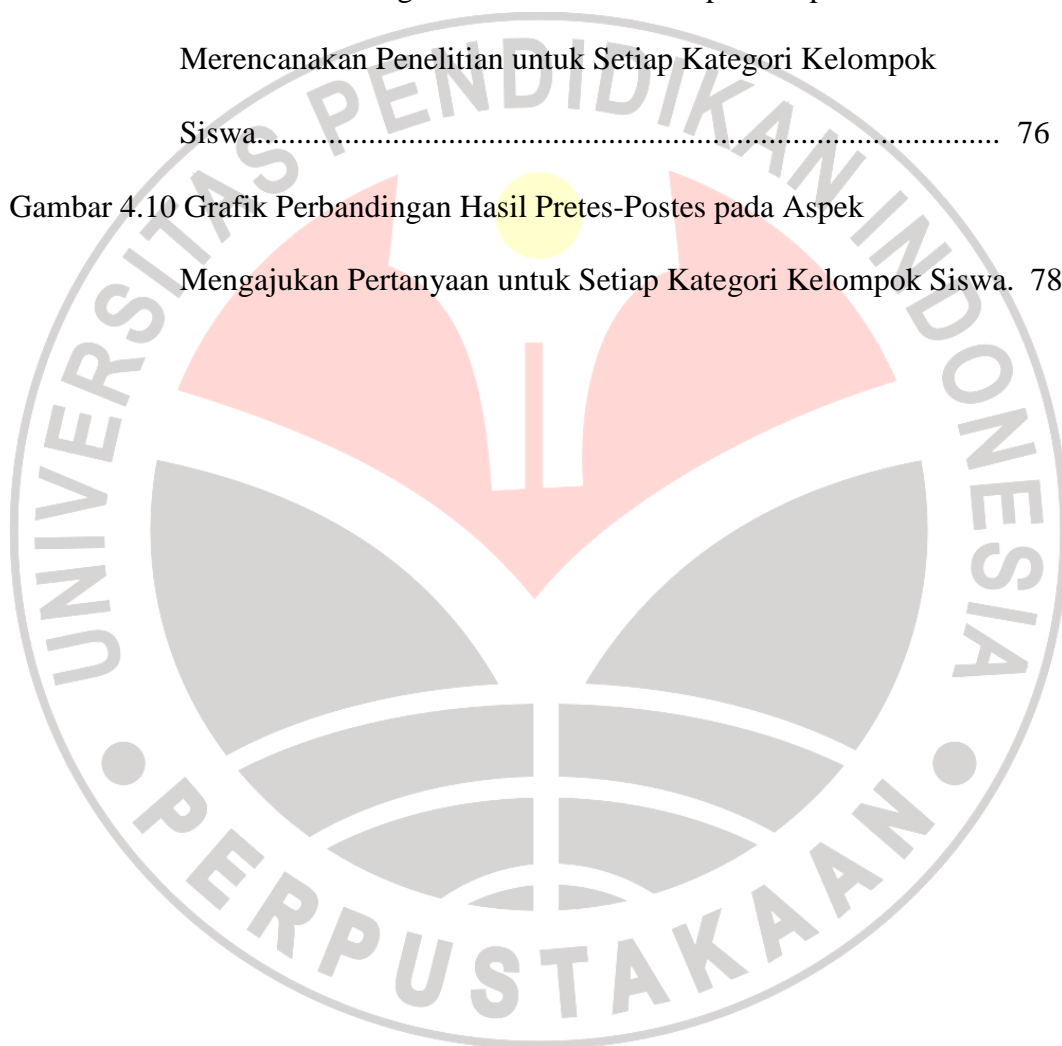 Merencanakan Penelitian untuk Setiap Kategori Kelompok
Siswa............................................................................................. 76
Gambar 4.10 Grafik Perbandingan Hasil Pretes-Postes pada Aspek
Mengajukan Pertanyaan untuk Setiap Kategori Kelompok Siswa. 78
UNIVERSITAS PENDIDIKAN INDONESIA
PERPUSTAKAAN